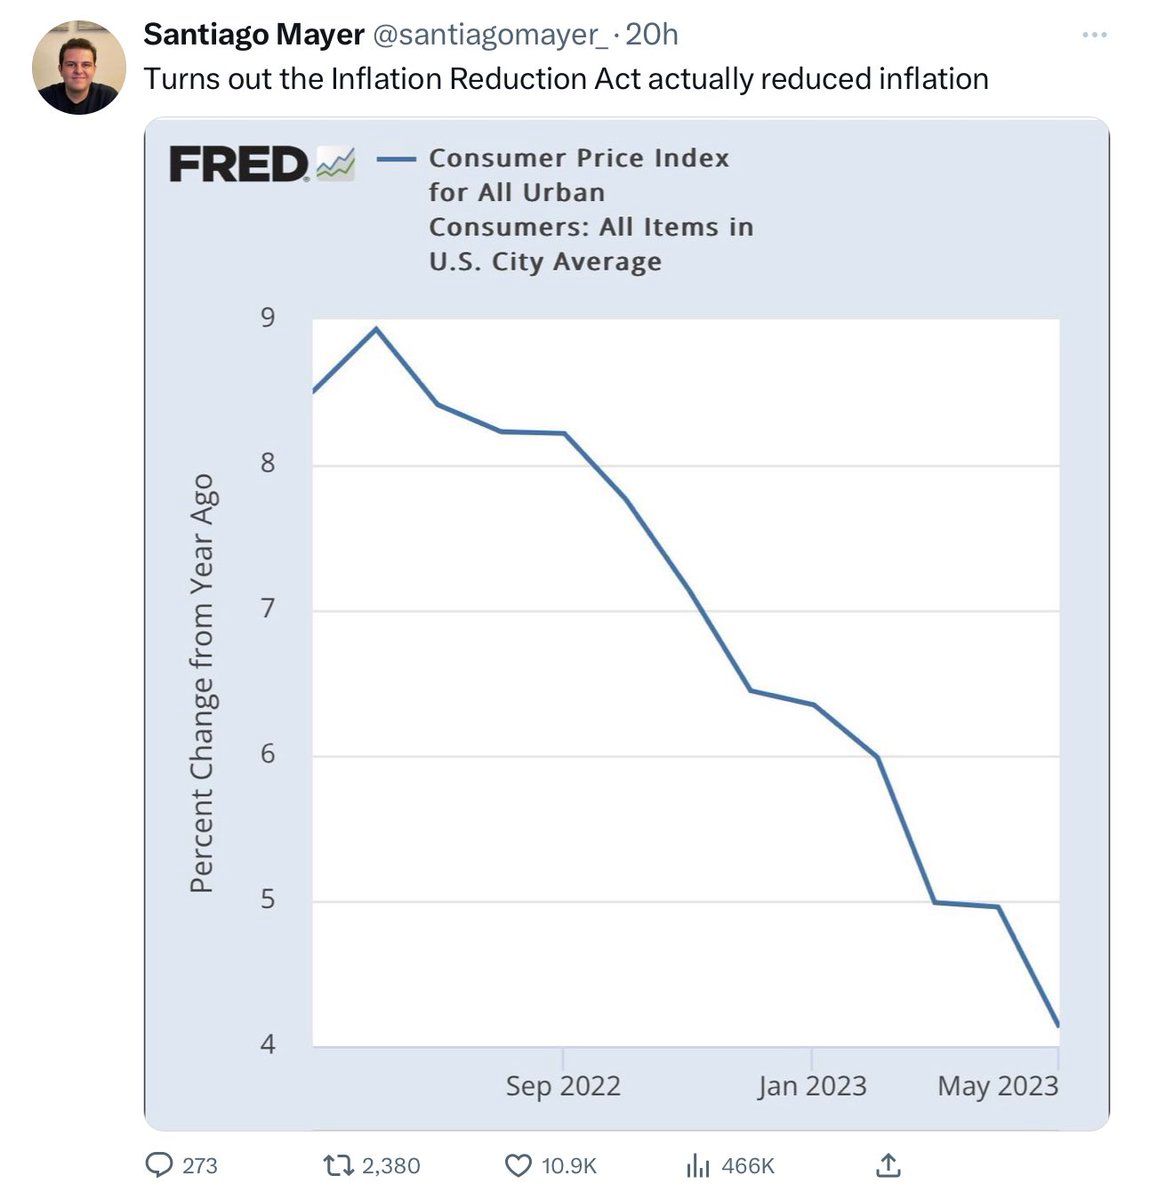 Santiago Mayer @santiagomayer_ · 20h
Turns out the Inflation Reduction Act actually reduced inflation
FRED® Consumer Price Index
for All Urban
Consumers: All Items in
U.S. City Average
9
8
7
6
5
4
Percent Change from Year Ago
Sep 2022 Jan 2023 May 2023
273 2,380 10.9K 466K